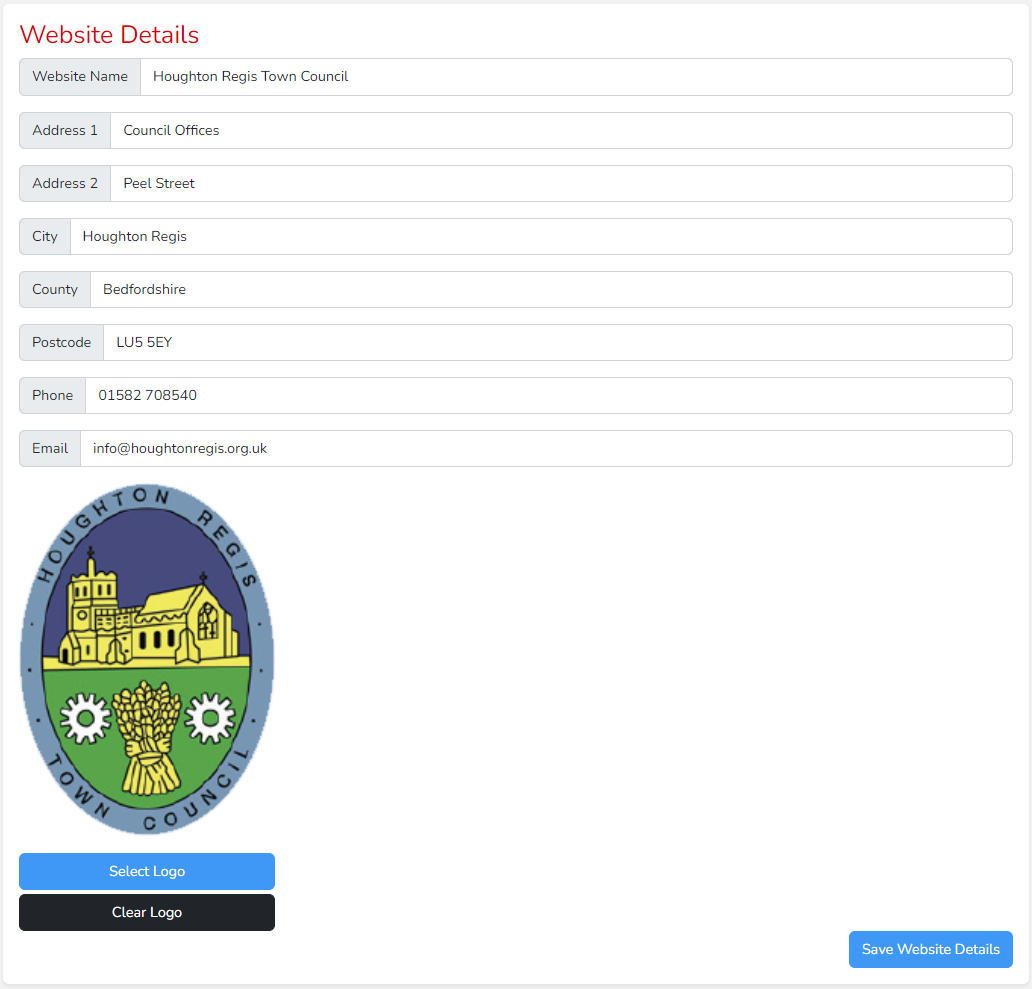 Website Details
Website Name Houghton Regis Town Council
Address 1 Council Offices
Address 2 Peel Street
City Houghton Regis
County Bedfordshire
Postcode LU5 5EY
Phone 01582 708540
Email info@houghtonregis.org.uk
HOUGHTON REGIS
TOWN COUNCIL
Select Logo
Clear Logo
Save Website Details